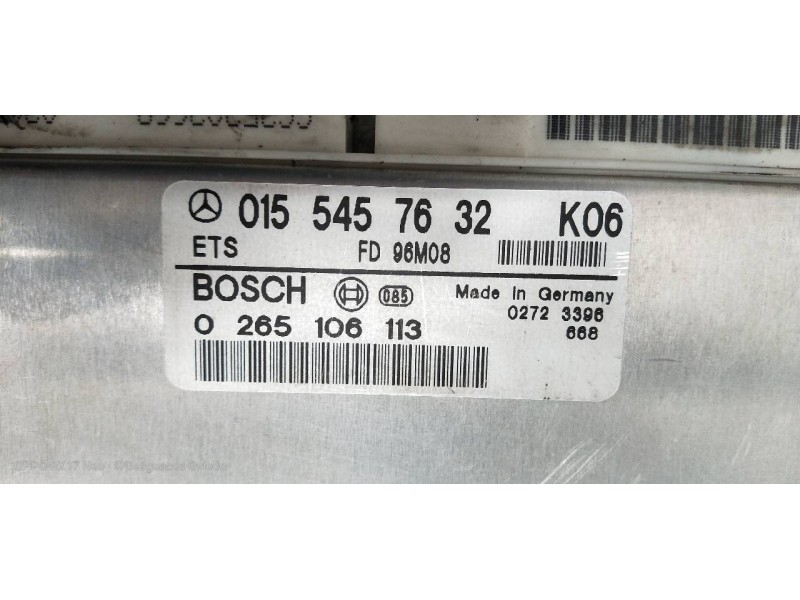 015 545 76 32 K06
ETS FD 96M08
BOSCH 085 Made in Germany
0 265 106 113 0272 3396
668